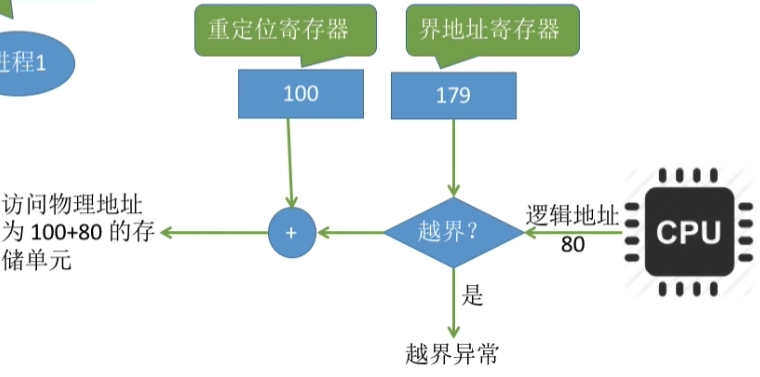 重定位寄存器
界地址寄存器
进程1
100
179
访问物理地址
为 100+80 的存
储单元
+
越界？
逻辑地址
80
CPU
是
越界异常